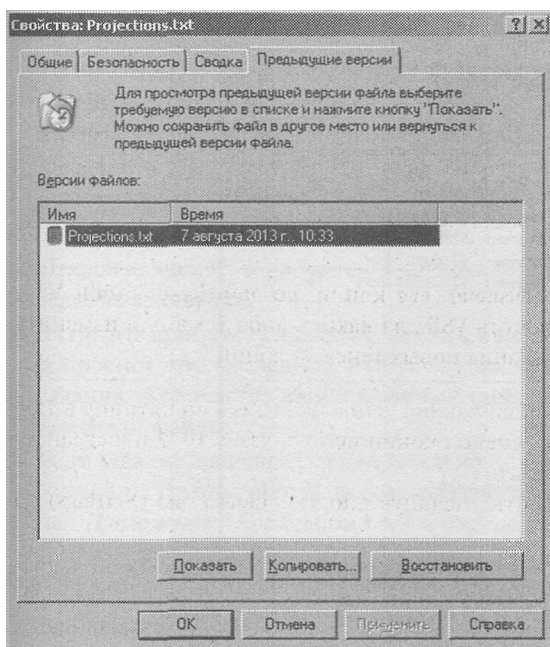 Свойства: Projections.txt
Общие Безопасность Сводка Предыдущие версии
Для просмотра предыдущей версии файла выберите
требуемую версию в списке и нажмите кнопку "Показать".
Можно сохранить файл в другое место или вернуться к
предыдущей версии файла.
Версии файлов:
Имя Время
Projections.txt 7 августа 2013 г., 10:33
Показать Копировать... Восстановить
OK Отмена Применить Справка